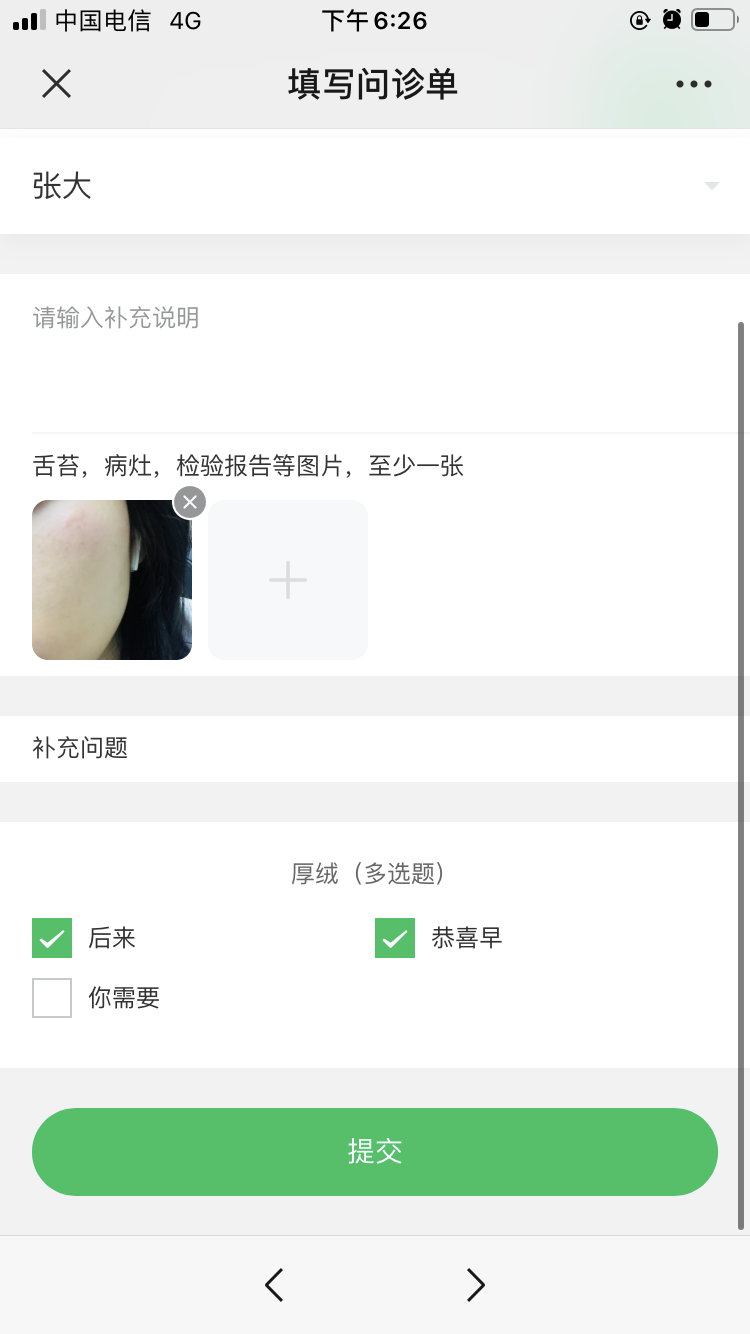 中国电信 4G 下午6:26
填写问诊单
张大
请输入补充说明
舌苔，病灶，检验报告等图片，至少一张
补充问题
厚绒（多选题）
后来 恭喜早
你需要
提交